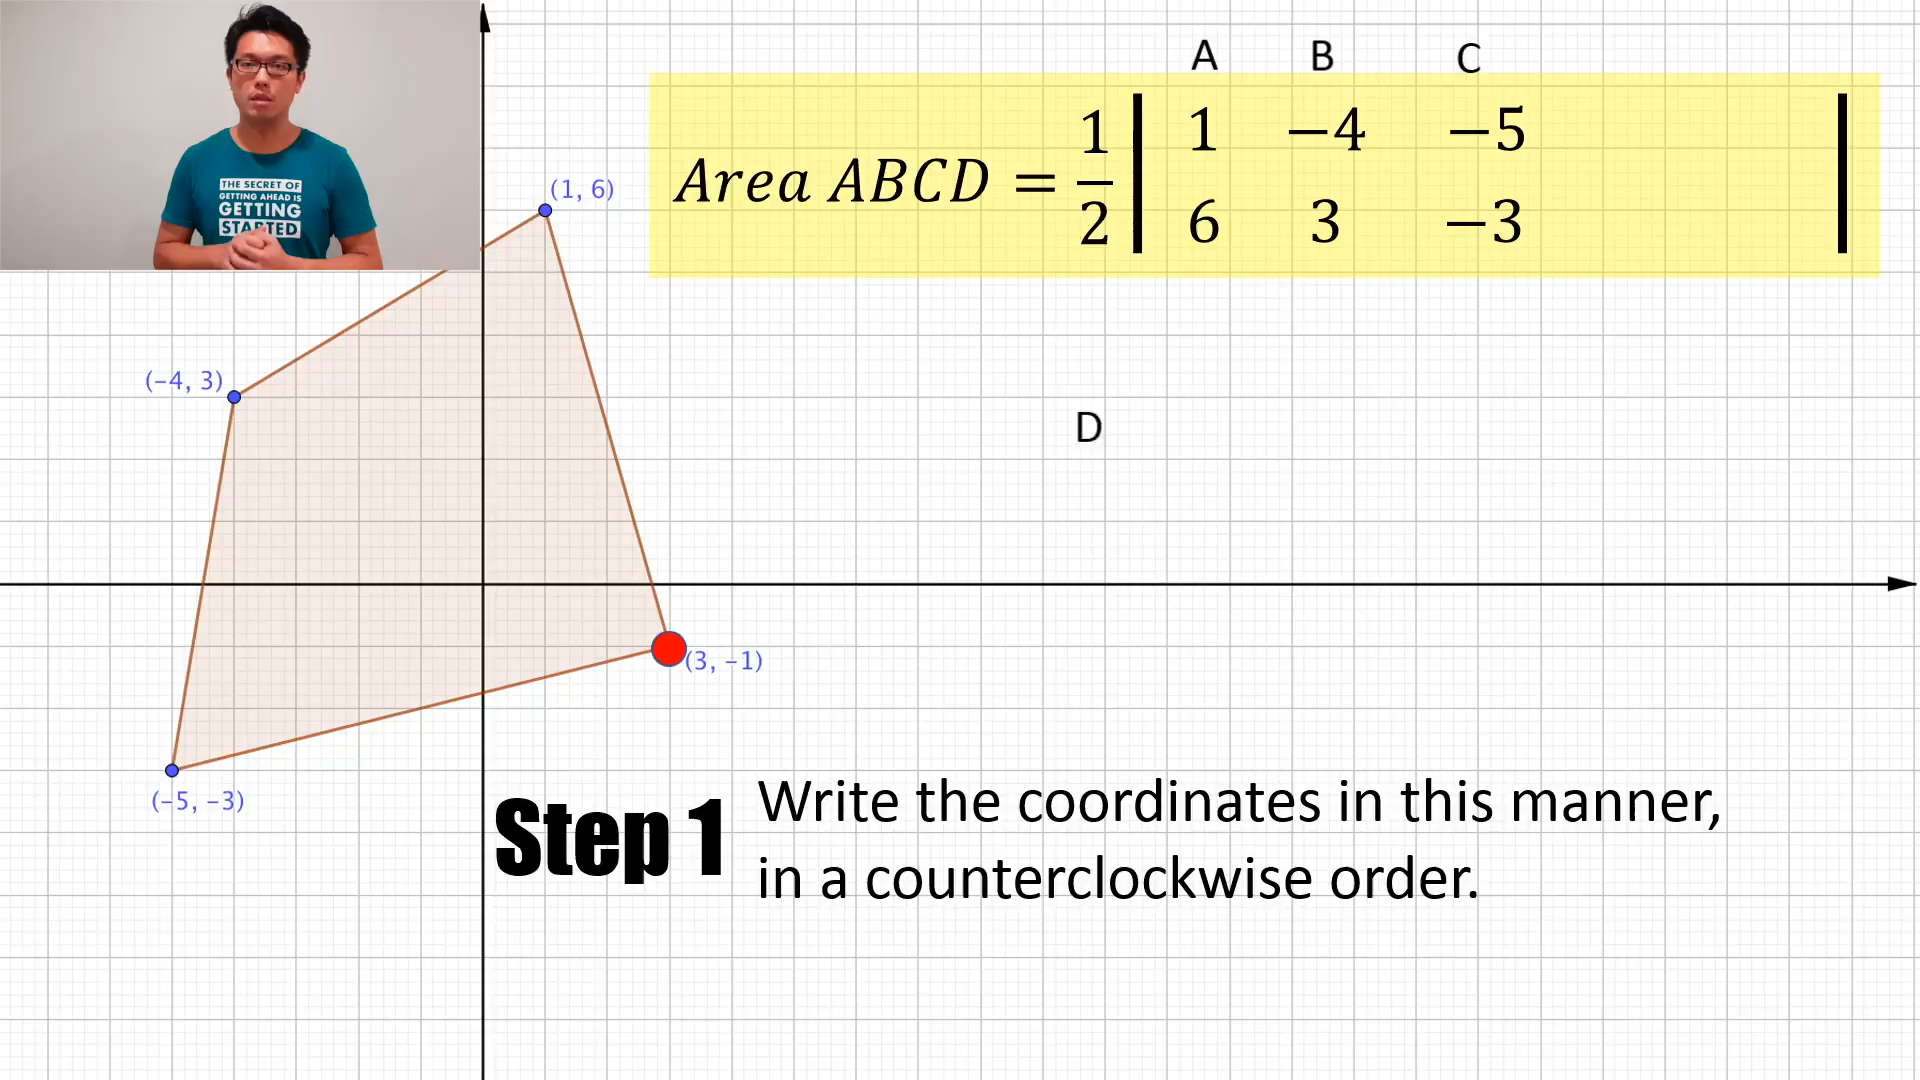 THE SECRET OF
GETTING AHEAD IS
GETTING
STARTED
A B C
Area ABCD = 1/2 | 1 −4 −5 |
6 3 −3
(1, 6)
(−4, 3)
D
(3, −1)
(−5, −3)
Step 1
Write the coordinates in this manner,
in a counterclockwise order.